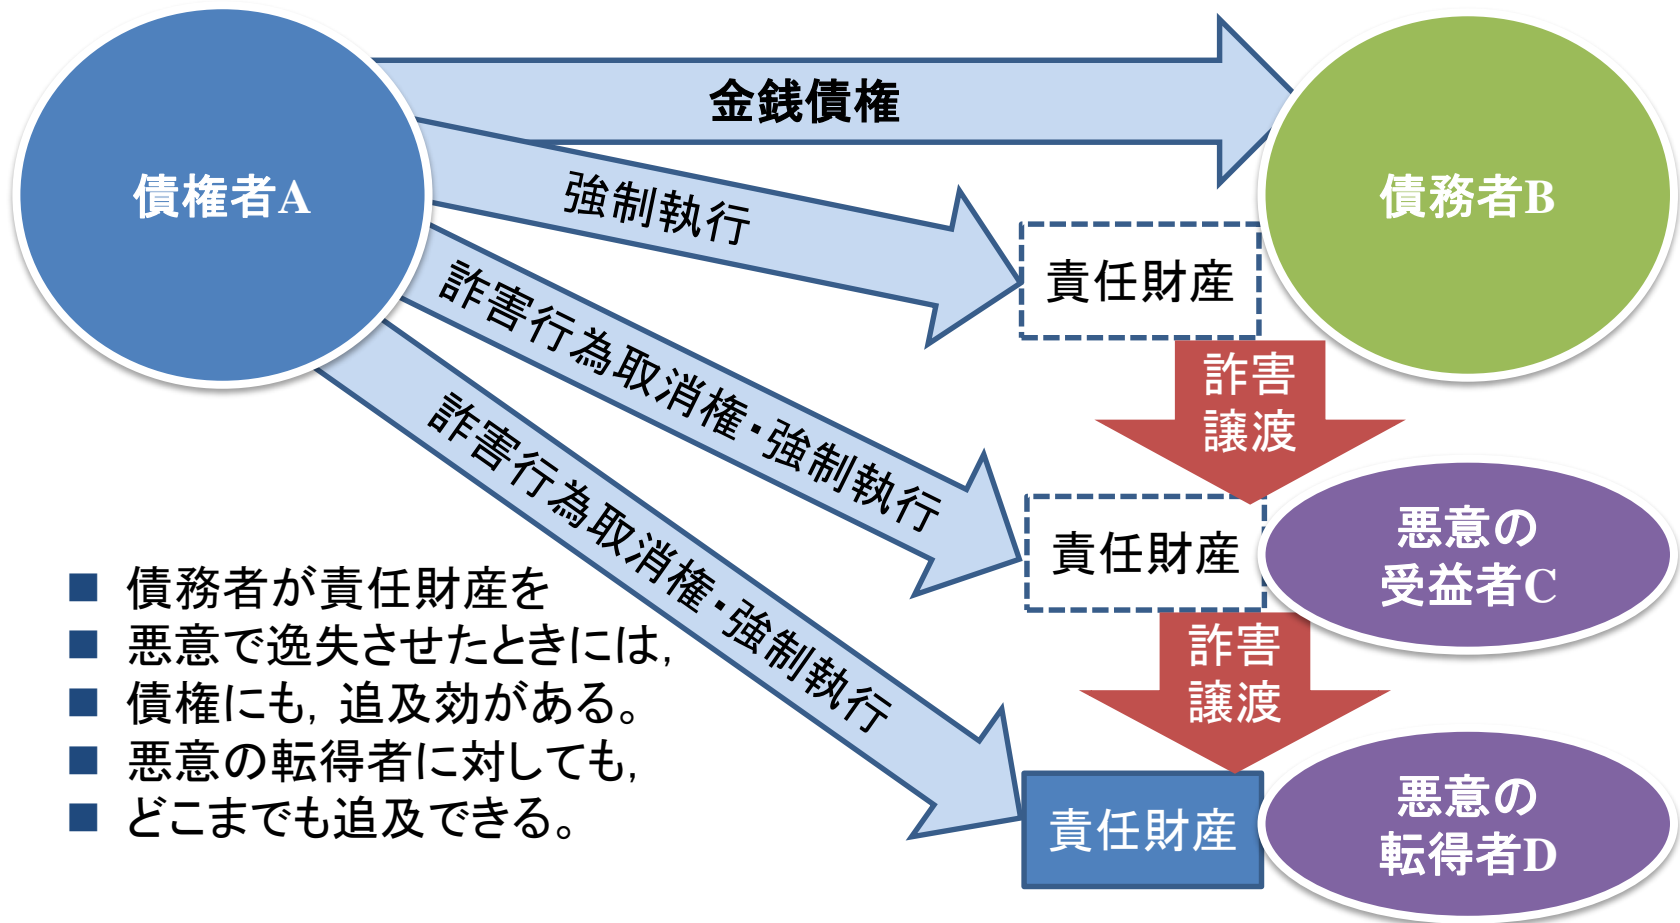 金銭債権
債権者A
債務者B
強制執行
責任財産
詐害
譲渡
詐害行為取消権・強制執行
責任財産
悪意の
受益者C
詐害
譲渡
詐害行為取消権・強制執行
責任財産
悪意の
転得者D
債務者が責任財産を
悪意で逸失させたときには，
債権にも，追及効がある。
悪意の転得者に対しても，
どこまでも追及できる。